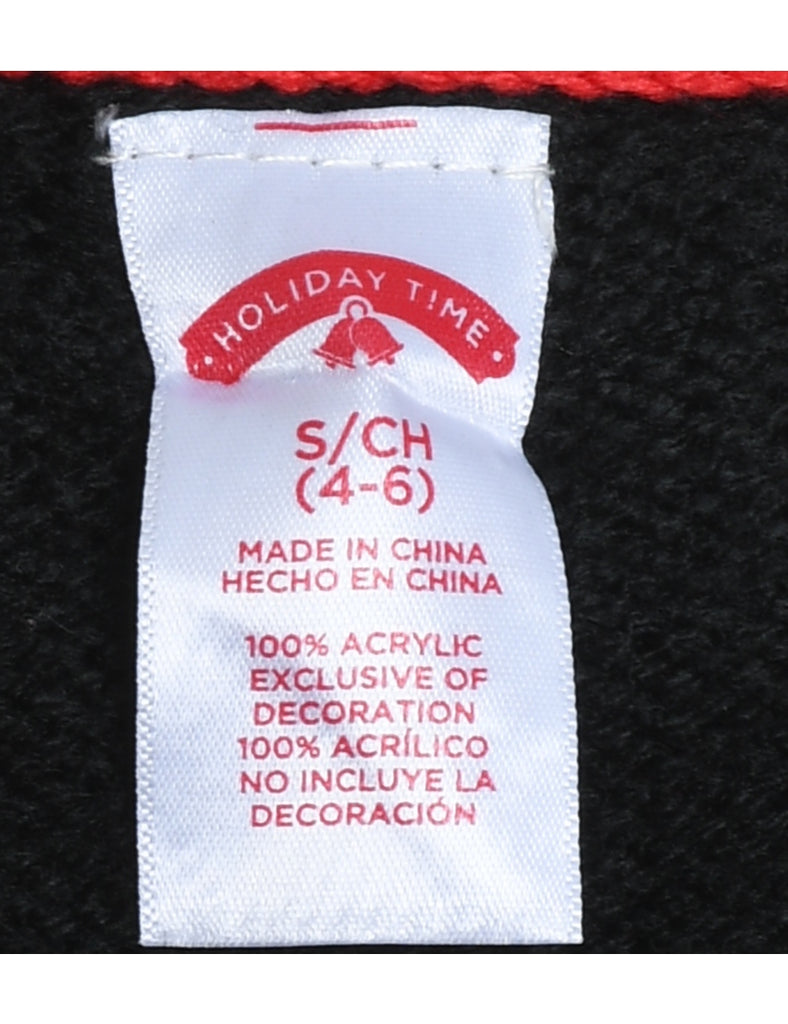 HOLIDAY TIME
S/CH
(4-6)
MADE IN CHINA
HECHO EN CHINA
100% ACRYLIC
EXCLUSIVE OF
DECORATION
100% ACRÍLICO
NO INCLUYE LA
DECORACIÓN